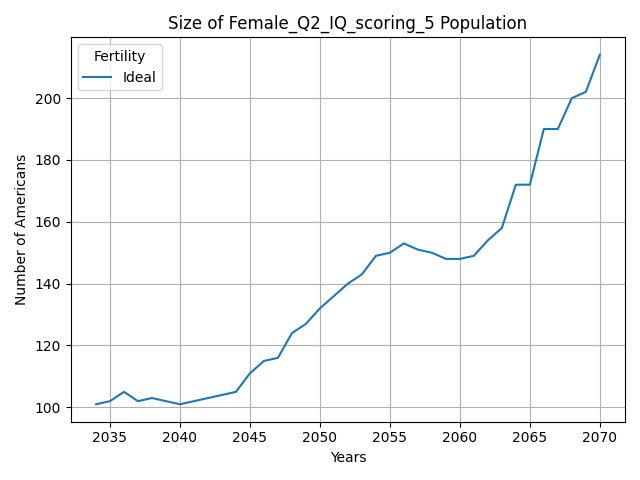 Size of Female_Q2_IQ_scoring_5 Population
Fertility
Ideal
Number of Americans
200
180
160
140
120
100
2035 2040 2045 2050 2055 2060 2065 2070
Years